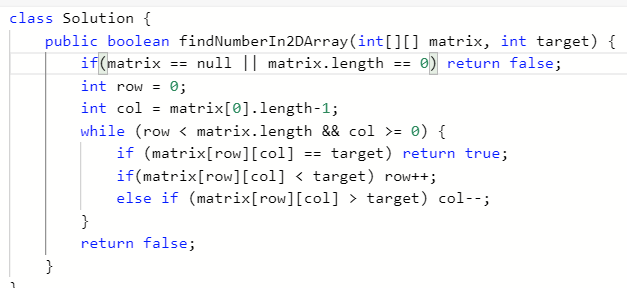 class Solution {
    public boolean findNumberIn2DArray(int[][] matrix, int target) {
        if(matrix == null || matrix.length == 0) return false;
        int row = 0;
        int col = matrix[0].length-1;
        while (row < matrix.length && col >= 0) {
            if (matrix[row][col] == target) return true;
            if(matrix[row][col] < target) row++;
            else if (matrix[row][col] > target) col--;
        }
        return false;
    }
}